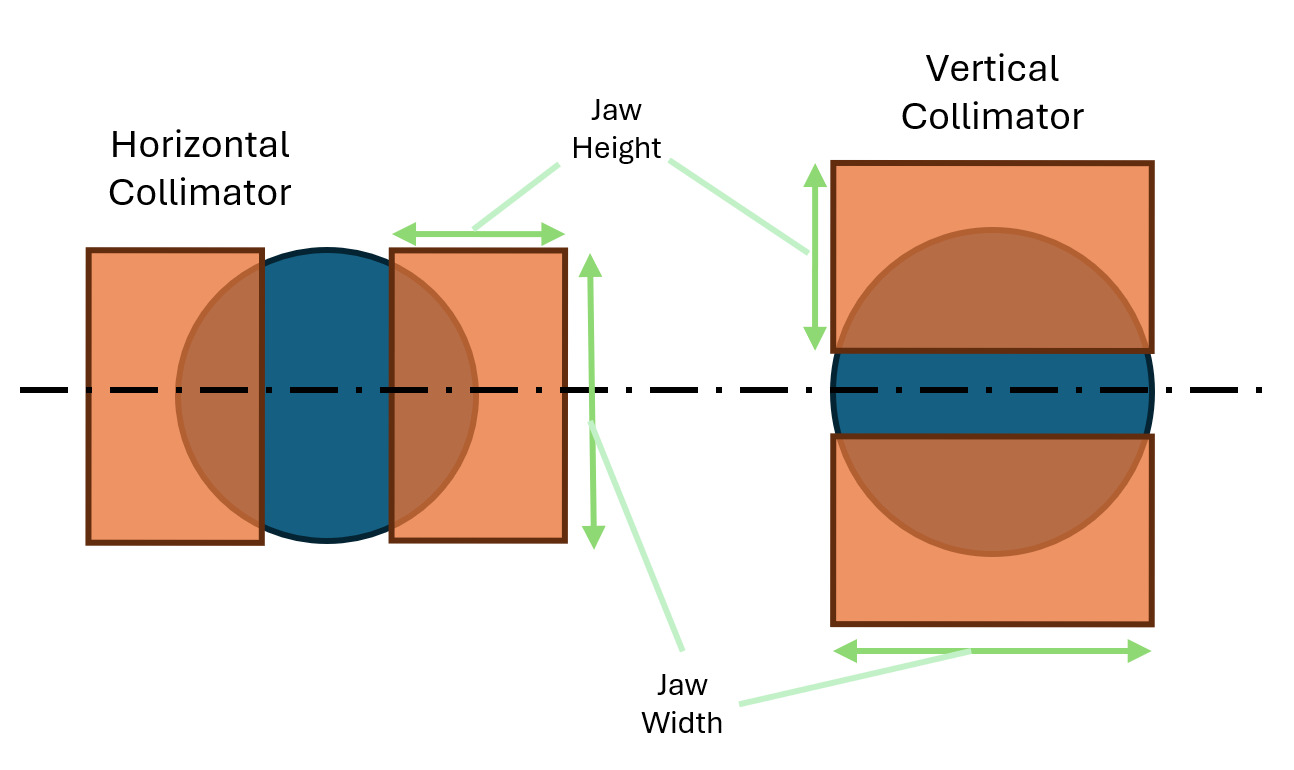 Vertical
Collimator
Jaw
Height
Horizontal
Collimator
Jaw
Width